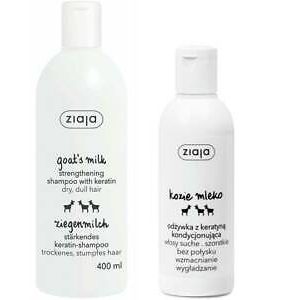 ziaja
goat's milk
strengthening
shampoo with keratin
dry, dull hair
ziegenmilch
stärkendes
keratin-shampoo
trockenes, stumpfes haar
400 ml
ziaja
kozie mleko
odżywka z keratyną
kondycjonująca
włosy suche . szorstkie
bez połysku
wzmacnianie
wygładzanie